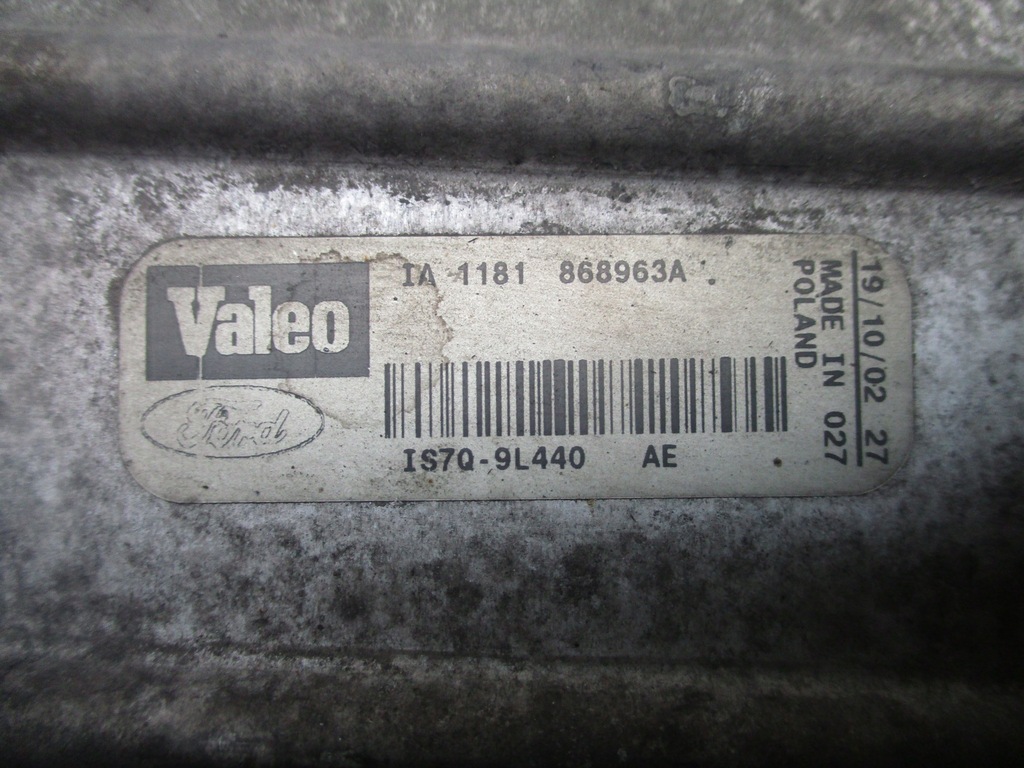 Valeo
IA 1181 868963A
Ford
IS7Q-9L440 AE
19/10/02 27
MADE IN 027
POLAND